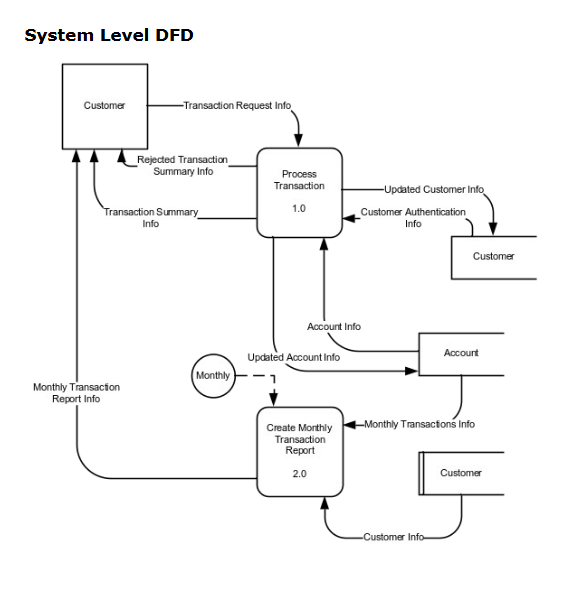 System Level DFD
Customer
Transaction Request Info
Rejected Transaction
Summary Info
Process
Transaction
1.0
Updated Customer Info
Transaction Summary
Info
Customer Authentication
Info
Customer
Account Info
Updated Account Info
Account
Monthly
Monthly Transaction
Report Info
Create Monthly
Transaction
Report
2.0
Monthly Transactions Info
Customer
Customer Info